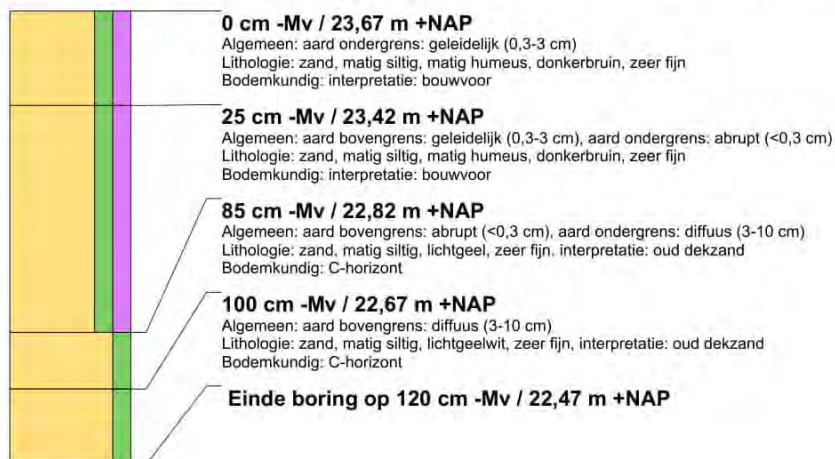 0 cm -Mv / 23,67 m +NAP
Algemeen: aard ondergrens: geleidelijk (0,3-3 cm)
Lithologie: zand, matig siltig, matig humeus, donkerbruin, zeer fijn
Bodemkundig: interpretatie: bouwvoor
25 cm -Mv / 23,42 m +NAP
Algemeen: aard bovengrens: geleidelijk (0,3-3 cm), aard ondergrens: abrupt (<0,3 cm)
Lithologie: zand, matig siltig, matig humeus, donkerbruin, zeer fijn
Bodemkundig: interpretatie: bouwvoor
85 cm -Mv / 22,82 m +NAP
Algemeen: aard bovengrens: abrupt (<0,3 cm), aard ondergrens: diffuus (3-10 cm)
Lithologie: zand, matig siltig, lichtgeel, zeer fijn, interpretatie: oud dekzand
Bodemkundig: C-horizont
100 cm -Mv / 22,67 m +NAP
Algemeen: aard bovengrens: diffuus (3-10 cm)
Lithologie: zand, matig siltig, lichtgeelwit, zeer fijn, interpretatie: oud dekzand
Bodemkundig: C-horizont
Einde boring op 120 cm -Mv / 22,47 m +NAP